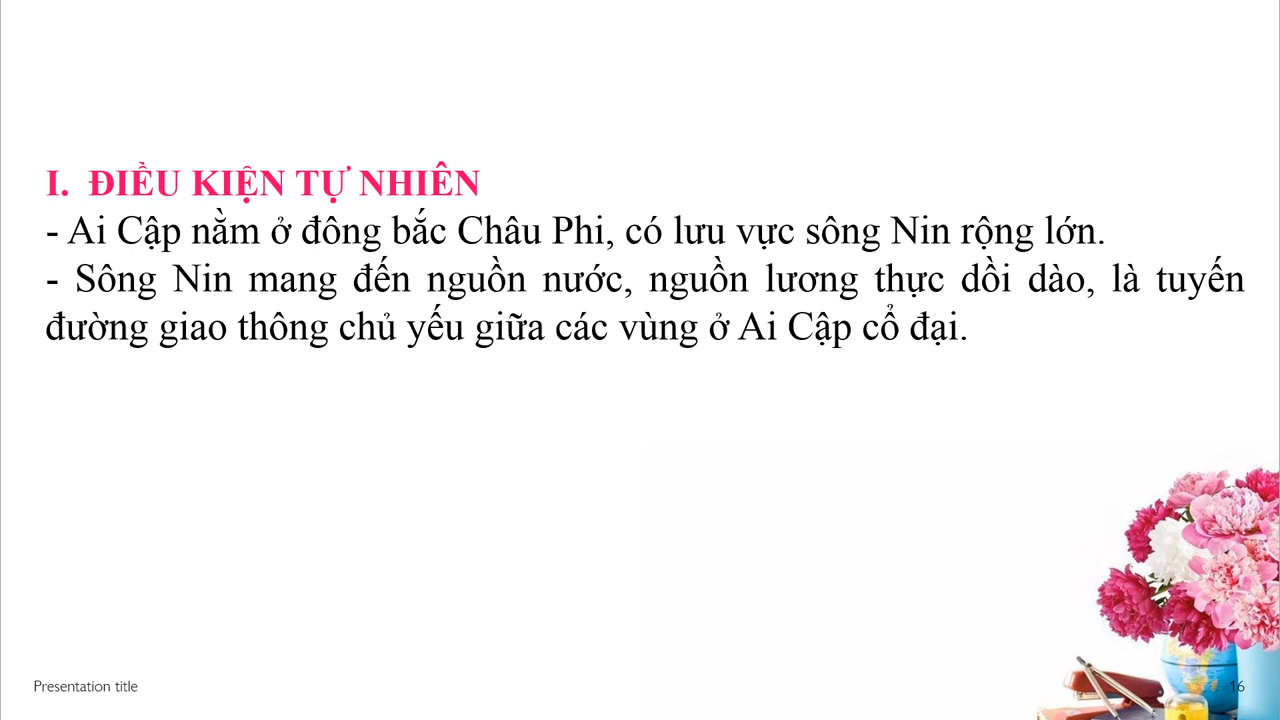 I. ĐIỀU KIỆN TỰ NHIÊN
- Ai Cập nằm ở đông bắc Châu Phi, có lưu vực sông Nin rộng lớn.
- Sông Nin mang đến nguồn nước, nguồn lương thực dồi dào, là tuyến
đường giao thông chủ yếu giữa các vùng ở Ai Cập cổ đại.
Presentation title
16